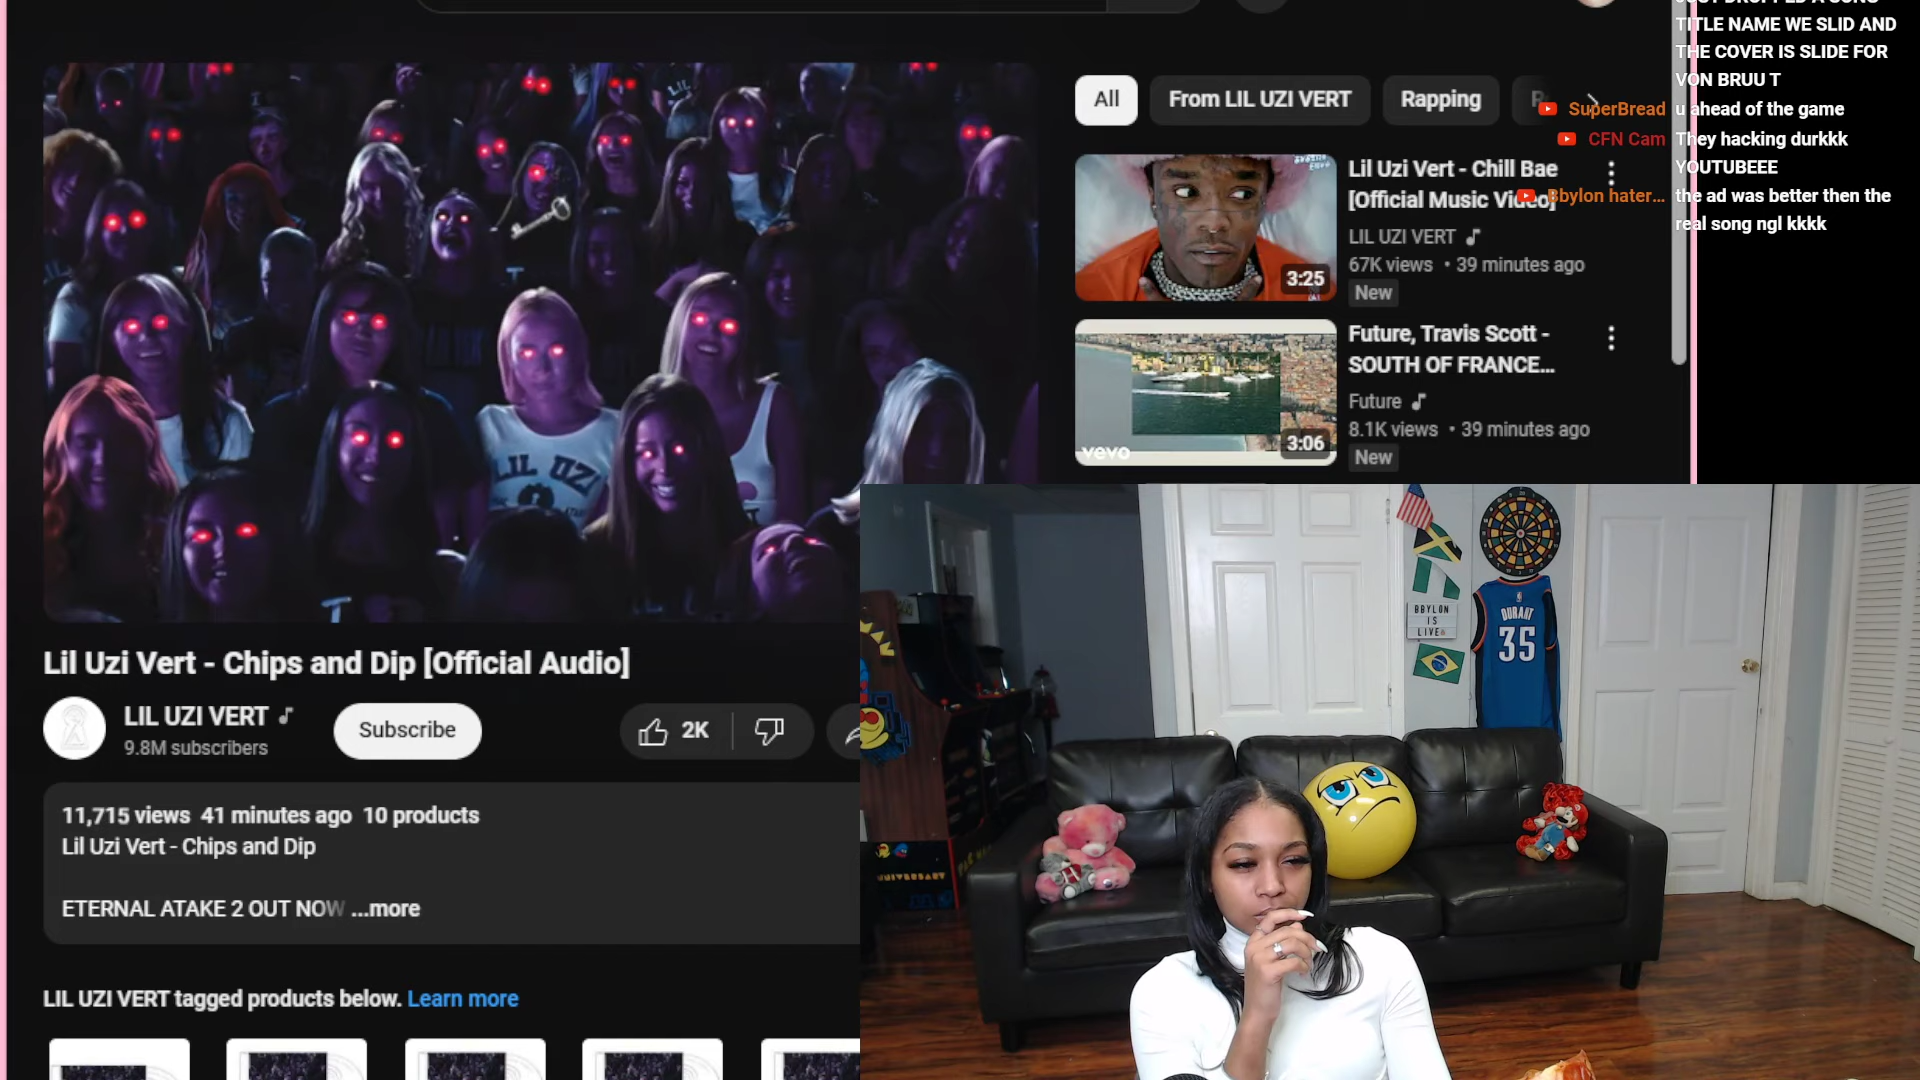 All
From LIL UZI VERT
Rapping
Lil Uzi Vert - Chill Bae
[Official Music Video]
LIL UZI VERT
67K views • 39 minutes ago
New
3:25
Future, Travis Scott -
SOUTH OF FRANCE...
Future
8.1K views • 39 minutes ago
New
3:06
vevo
TITLE NAME WE SLID AND
THE COVER IS SLIDE FOR
VON BRUU T
SuperBread u ahead of the game
CFN Cam They hacking durkkk
YOUTUBEEE
Bbylon hater... the ad was better then the
real song ngl kkkk
LIL UZI
Lil Uzi Vert - Chips and Dip [Official Audio]
LIL UZI VERT
9.8M subscribers
Subscribe
2K
11,715 views 41 minutes ago 10 products
Lil Uzi Vert - Chips and Dip
ETERNAL ATAKE 2 OUT NOW ...more
LIL UZI VERT tagged products below. Learn more
BBYLON
IS
LIVE
DURANT
35